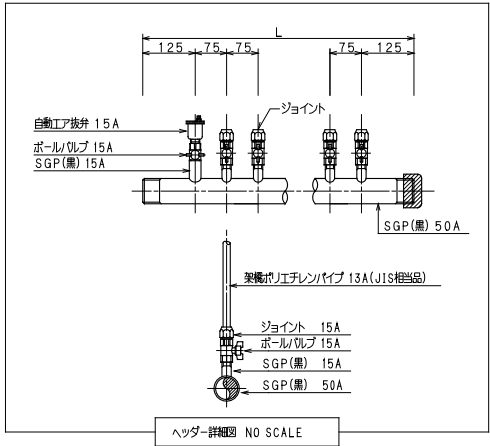 L
125 75 75 75 125
ジョイント
自動エア抜弁 15A
ボールバルブ 15A
SGP(黒) 15A
SGP(黒) 50A
架橋ポリエチレンパイプ 13A(JIS相当品)
ジョイント 15A
ボールバルブ 15A
SGP(黒) 15A
SGP(黒) 50A
ヘッダー詳細図 NO SCALE